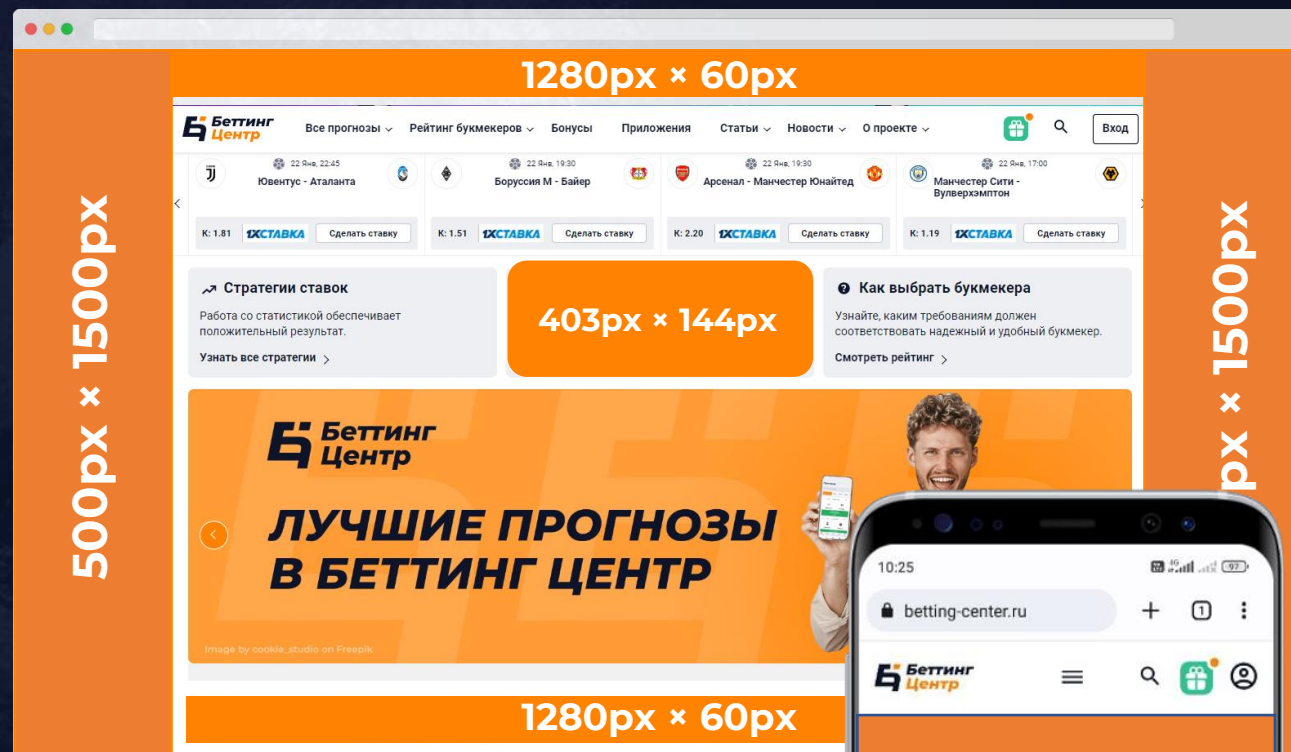 1280px × 60px
Беттинг
Центр
Все прогнозы
Рейтинг букмекеров
Бонусы
Приложения
Статьи
Новости
О проекте
Вход
22 Янв, 22:45
Ювентус - Аталанта
К: 1.81
1XСТАВКА
Сделать ставку
22 Янв, 19:30
Боруссия М - Байер
К: 1.51
1XСТАВКА
Сделать ставку
22 Янв, 19:30
Арсенал - Манчестер Юнайтед
К: 2.20
1XСТАВКА
Сделать ставку
22 Янв, 17:00
Манчестер Сити -
Вулверхэмптон
К: 1.19
1XСТАВКА
Сделать ставку
500px × 1500px
Стратегии ставок
Работа со статистикой обеспечивает
положительный результат.
Узнать все стратегии
403px × 144px
Как выбрать букмекера
Узнайте, каким требованиям должен
соответствовать надежный и удобный букмекер.
Смотреть рейтинг
px × 1500px
Беттинг
Центр
ЛУЧШИЕ ПРОГНОЗЫ
В БЕТТИНГ ЦЕНТР
Image by cookie_studio on Freepik
1280px × 60px
10:25
97
betting-center.ru
1
Беттинг
Центр